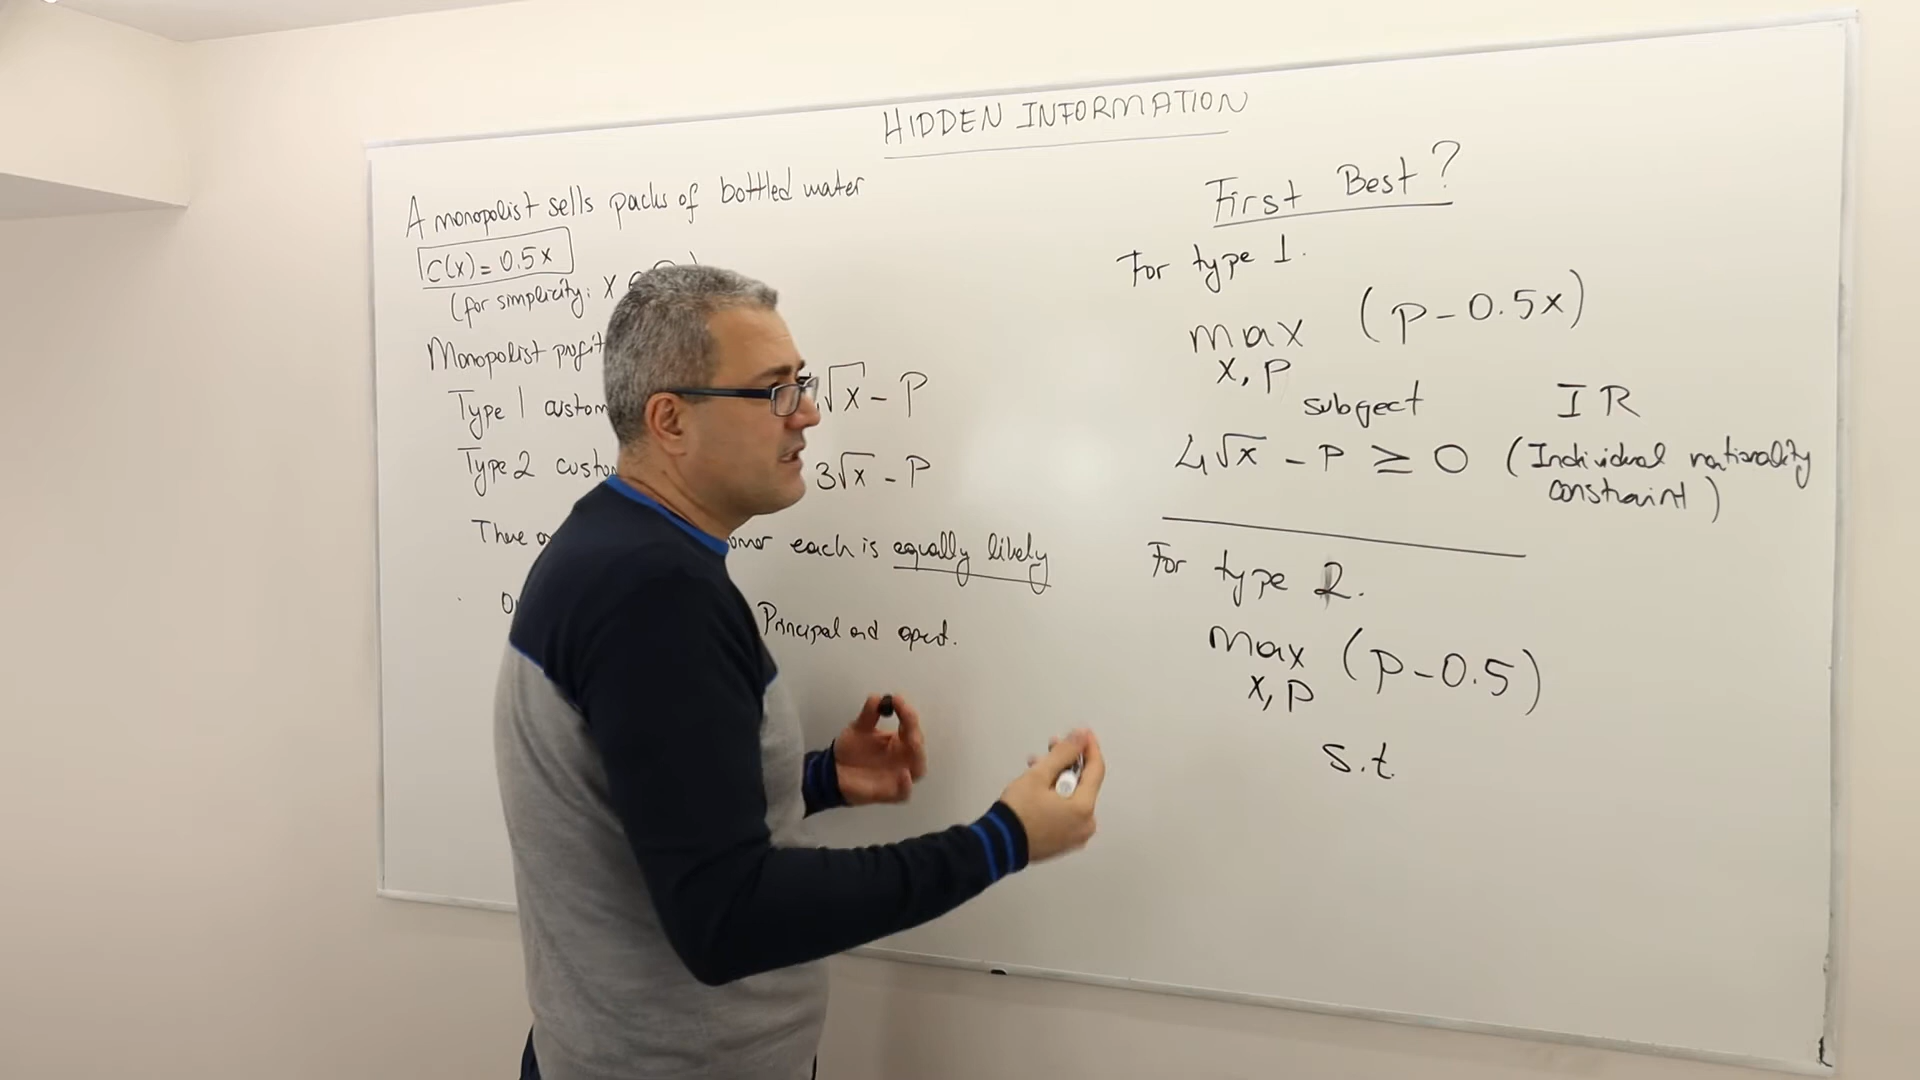 HIDDEN INFORMATION
A monopolist sells packs of bottled water
C(x) = 0.5x
(for simplicity: x
Monopolist profit
Type 1 custom √x - P
Type 2 custo 3√x - P
each is equally likely
Principal and agent.
First Best?
For type 1.
max (P - 0.5x)
x, P
subject IR
4√x - P ≥ 0 (Individual rationality
constraint)
For type 2.
max (P - 0.5)
x, P
s.t.